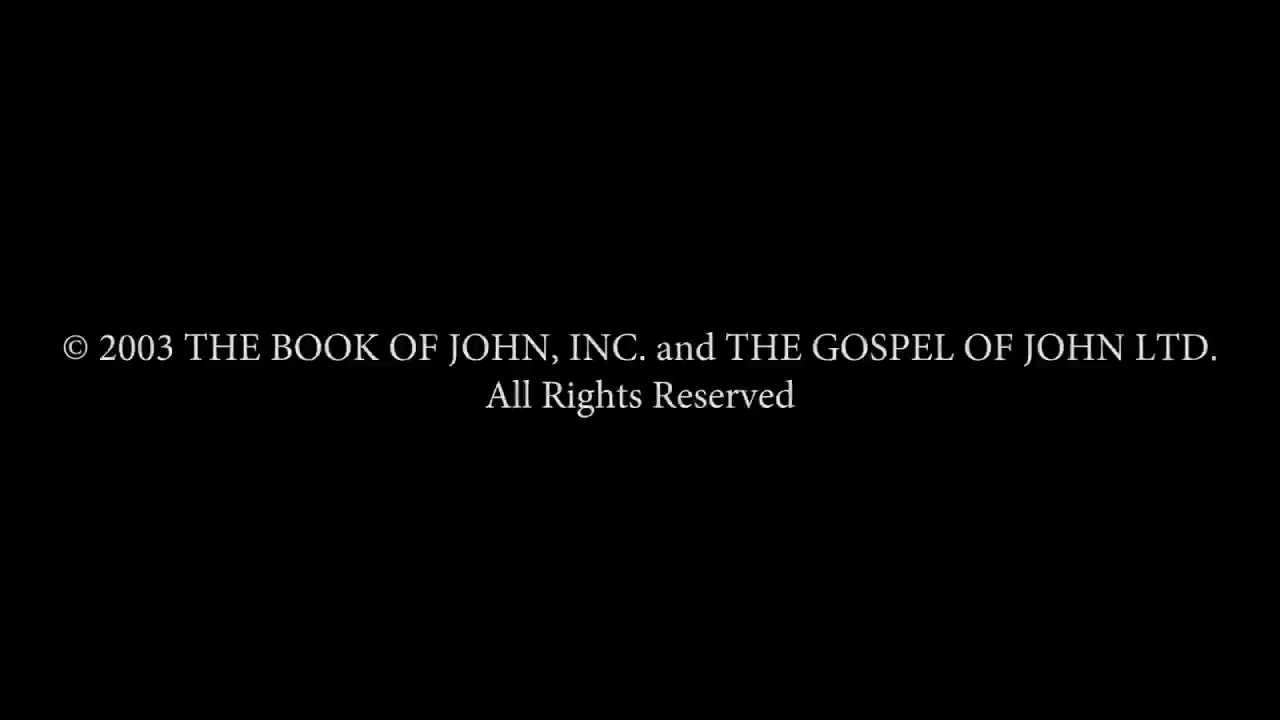 © 2003 THE BOOK OF JOHN, INC. and THE GOSPEL OF JOHN LTD.
All Rights Reserved